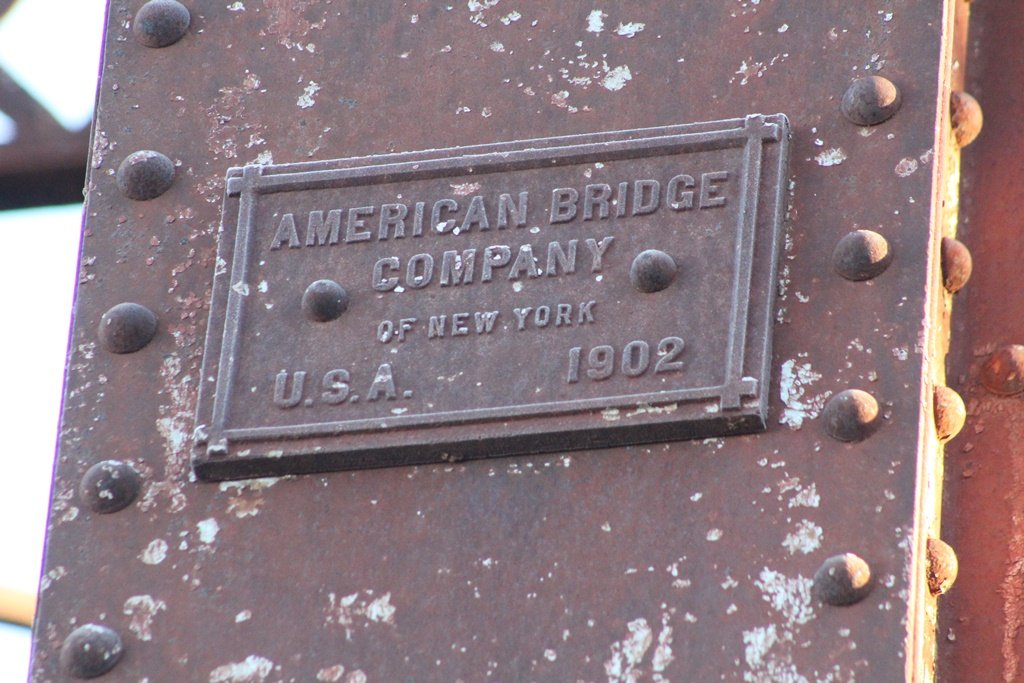 AMERICAN BRIDGE
COMPANY
OF NEW YORK
U.S.A. 1902